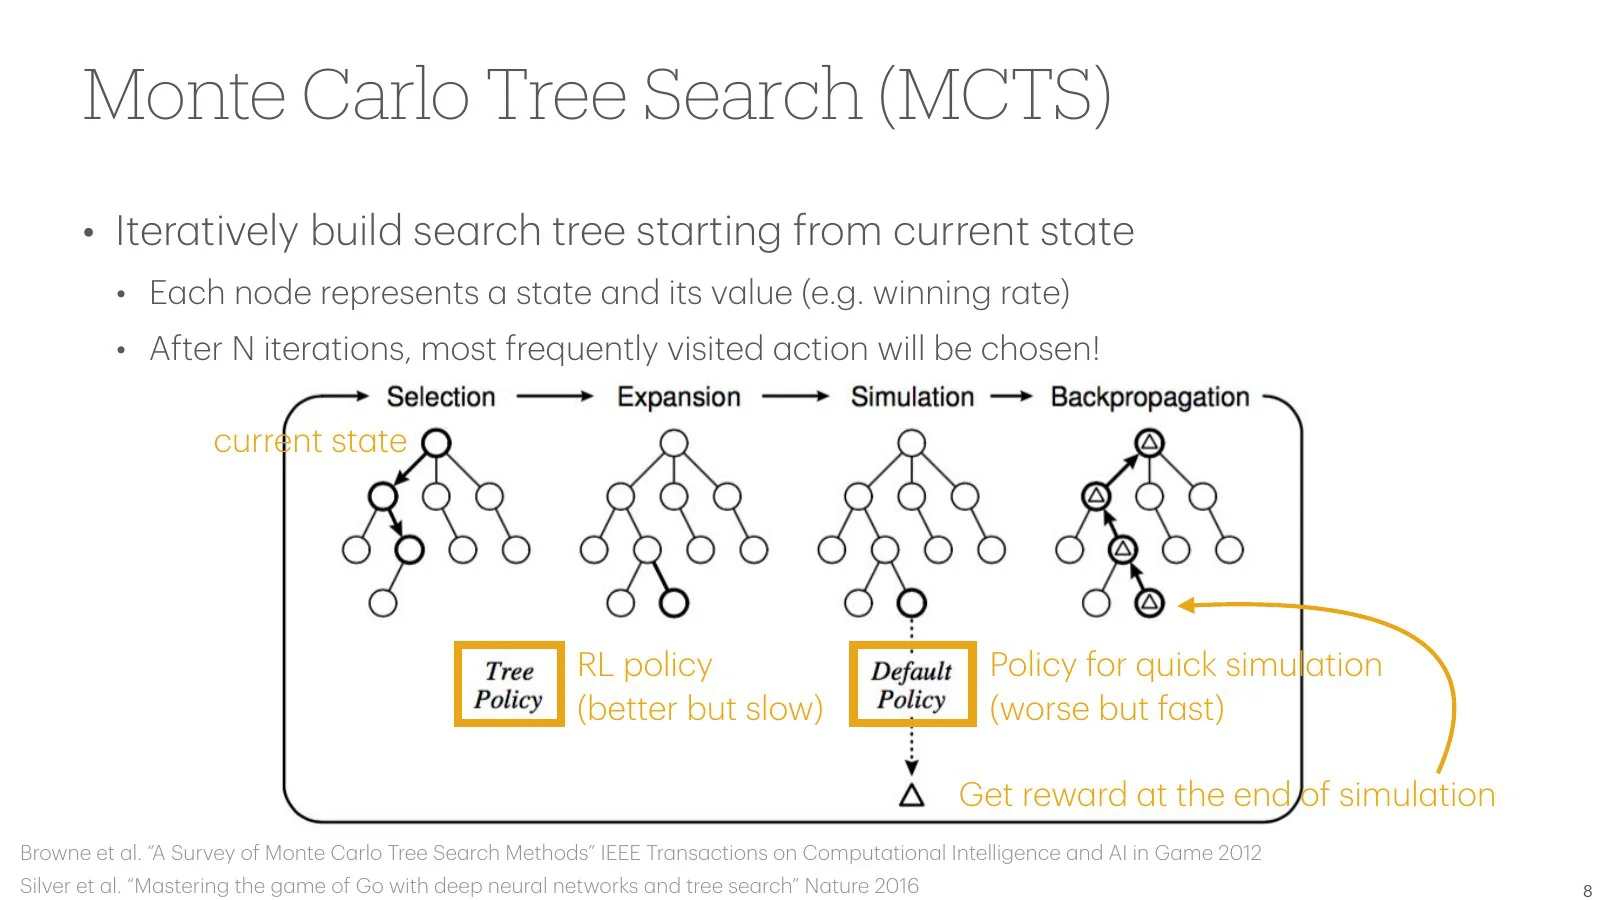 Monte Carlo Tree Search (MCTS)
• Iteratively build search tree starting from current state
• Each node represents a state and its value (e.g. winning rate)
• After N iterations, most frequently visited action will be chosen!
Selection
Expansion
Simulation
Backpropagation
current state
Tree
Policy
RL policy
(better but slow)
Default
Policy
Policy for quick simulation
(worse but fast)
Get reward at the end of simulation
Browne et al. “A Survey of Monte Carlo Tree Search Methods” IEEE Transactions on Computational Intelligence and AI in Game 2012
Silver et al. “Mastering the game of Go with deep neural networks and tree search” Nature 2016
8